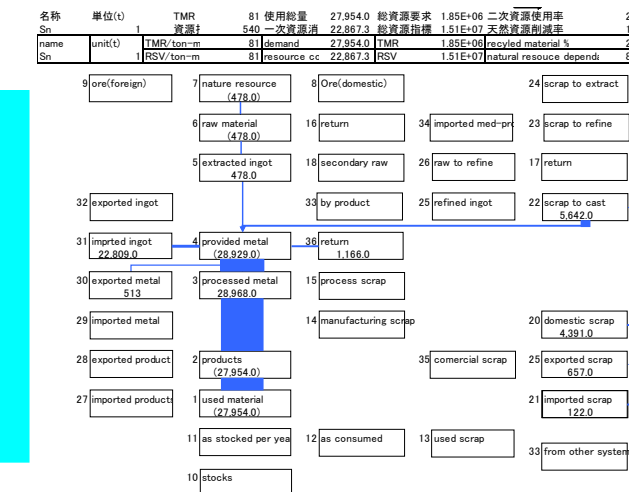 名称 単位(t) TMR 81 使用総量 27,954.0 総資源要求 1.85E+06 二次資源使用率 2
Sn 1 資源 540 一次資源消 22,867.3 総資源指標 1.51E+07 天然資源削減率 1
name unit(t) TMR/ton-m 81 demand 27,954.0 TMR 1.85E+06 recyled material % 2
Sn 1 RSV/ton-m 81 resource cc 22,867.3 RSV 1.51E+07 natural resouce depend 8
9 ore(foreign) 7 nature resource 8 Ore(domestic) 24 scrap to extract
(478.0)
6 raw material 16 return 34 imported med-pro 23 scrap to refine
(478.0)
5 extracted ingot 18 secondary raw 26 raw to refine 17 return
478.0
32 exported ingot 33 by product 25 refined ingot 22 scrap to cast
5,642.0
31 imprted ingot 4 provided metal 36 return
22,809.0 (28,929.0) 1,166.0
30 exported metal 3 processed metal 15 process scrap
513 28,968.0
29 imported metal 14 manufacturing scrap 20 domestic scrap
4,391.0
28 exported product 2 products 35 comercial scrap 25 exported scrap
(27,954.0) 657.0
27 imported products 1 used material 21 imported scrap
(27,954.0) 122.0
11 as stocked per yea 12 as consumed 13 used scrap
33 from other system
10 stocks